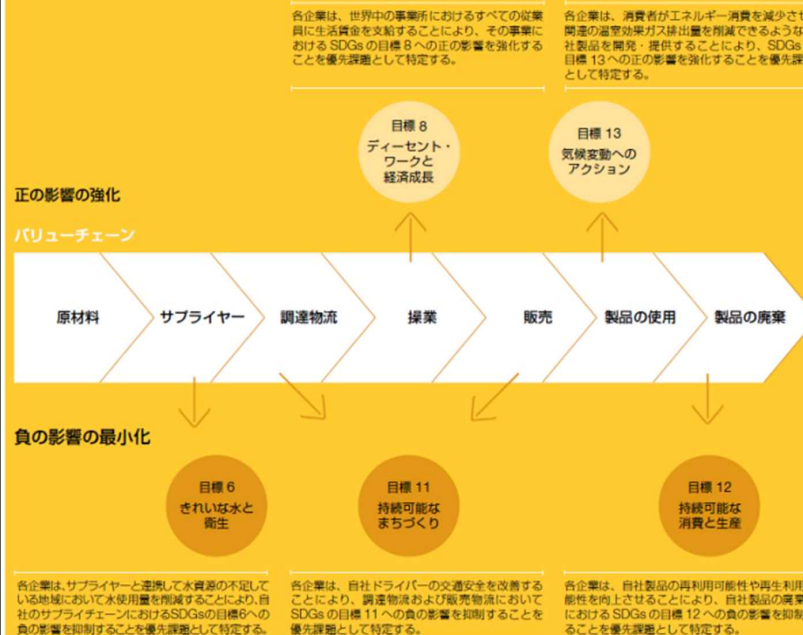 各企業は、世界中の事業所におけるすべての従業
員に生活賃金を支給することにより、その事業に
おける SDGs の目標 8 への正の影響を強化する
ことを優先課題として特定する。
各企業は、消費者がエネルギー消費を減少させ
関連の温室効果ガス排出量を削減できるような
社製品を開発・提供することにより、SDGs
目標 13 への正の影響を強化することを優先課
として特定する。
目標 8
ディーセント・
ワークと
経済成長
目標 13
気候変動への
アクション
正の影響の強化
バリューチェーン
原材料
サプライヤー
調達物流
操業
販売
製品の使用
製品の廃棄
負の影響の最小化
目標 6
きれいな水と
衛生
目標 11
持続可能な
まちづくり
目標 12
持続可能な
消費と生産
各企業は、サプライヤーと連携して水資源の不足して
いる地域において水使用量を削減することにより、自
社のサプライチェーンにおけるSDGsの目標6への
負の影響を抑制することを優先課題として特定する。
各企業は、自社ドライバーの交通安全を改善する
ことにより、調達物流および販売物流において
SDGs の目標 11 への負の影響を抑制することを
優先課題として特定する。
各企業は、自社製品の再利用可能性や再生利用
能性を向上させることにより、自社製品の廃棄
における SDGs の目標 12 への負の影響を抑制
ることを優先課題として特定する。